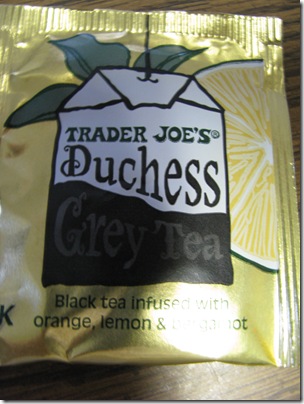 TRADER JOE'S®
Duchess
Grey Tea
Black tea infused with
orange, lemon & bergamot
K